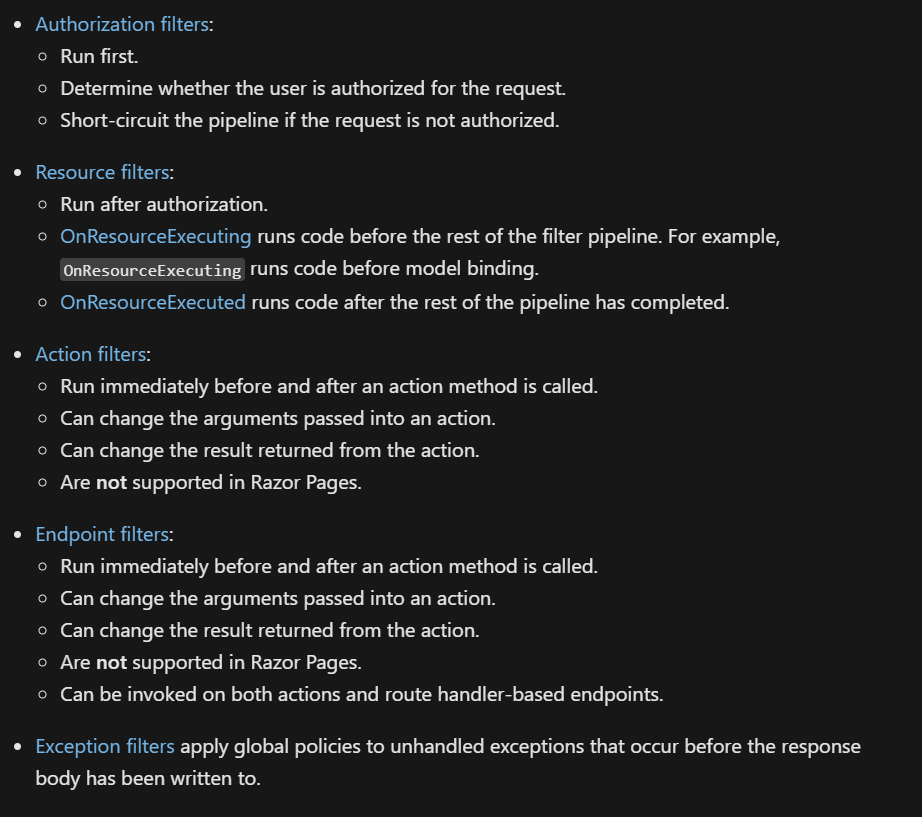 Authorization filters:
Run first.
Determine whether the user is authorized for the request.
Short-circuit the pipeline if the request is not authorized.
Resource filters:
Run after authorization.
OnResourceExecuting runs code before the rest of the filter pipeline. For example,
OnResourceExecuting runs code before model binding.
OnResourceExecuted runs code after the rest of the pipeline has completed.
Action filters:
Run immediately before and after an action method is called.
Can change the arguments passed into an action.
Can change the result returned from the action.
Are not supported in Razor Pages.
Endpoint filters:
Run immediately before and after an action method is called.
Can change the arguments passed into an action.
Can change the result returned from the action.
Are not supported in Razor Pages.
Can be invoked on both actions and route handler-based endpoints.
Exception filters apply global policies to unhandled exceptions that occur before the response
body has been written to.